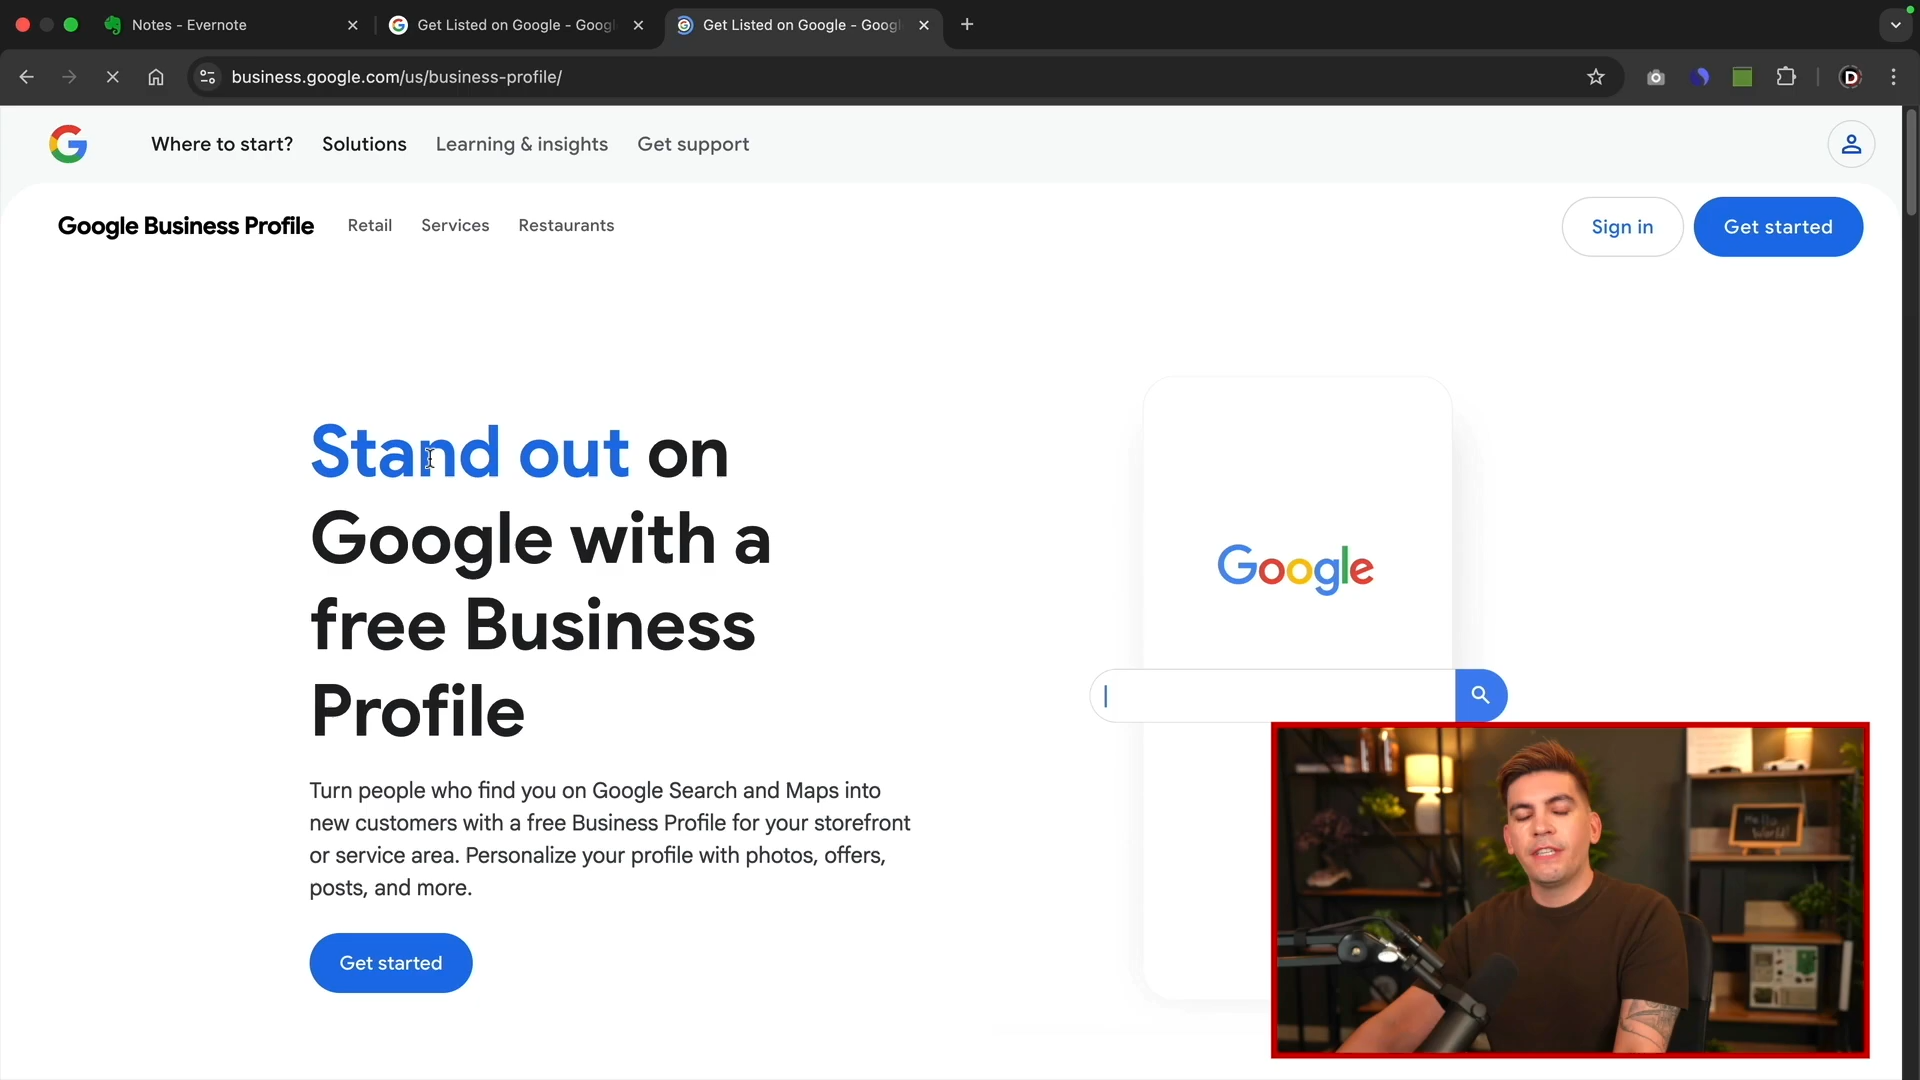 Notes - Evernote
Get Listed on Google - Goog
Get Listed on Google - Goog
business.google.com/us/business-profile/
D
Where to start?
Solutions
Learning & insights
Get support
Google Business Profile
Retail
Services
Restaurants
Sign in
Get started
Stand out on
Google with a
free Business
Profile
Google
Turn people who find you on Google Search and Maps into
new customers with a free Business Profile for your storefront
or service area. Personalize your profile with photos, offers,
posts, and more.
Get started
Hello
World!